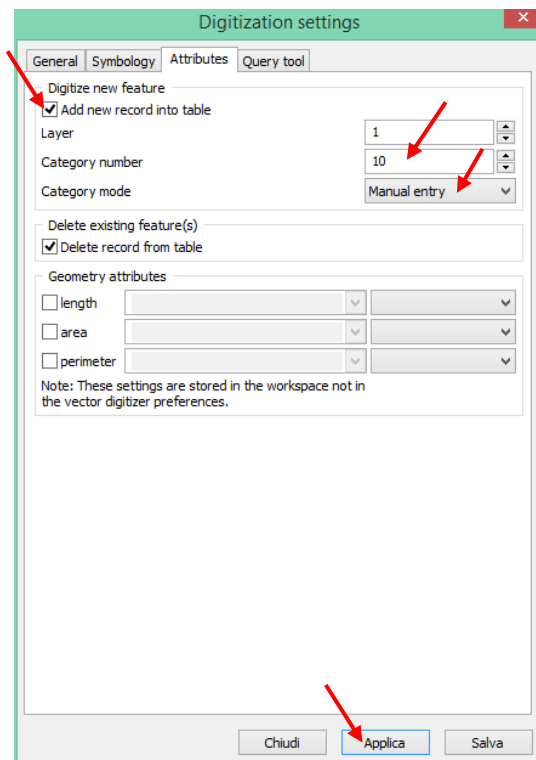 Digitization settings
General Symbology Attributes Query tool
Digitize new feature
Add new record into table
Layer 1
Category number 10
Category mode Manual entry
Delete existing feature(s)
Delete record from table
Geometry attributes
length
area
perimeter
Note: These settings are stored in the workspace not in
the vector digitizer preferences.
Chiudi Applica Salva